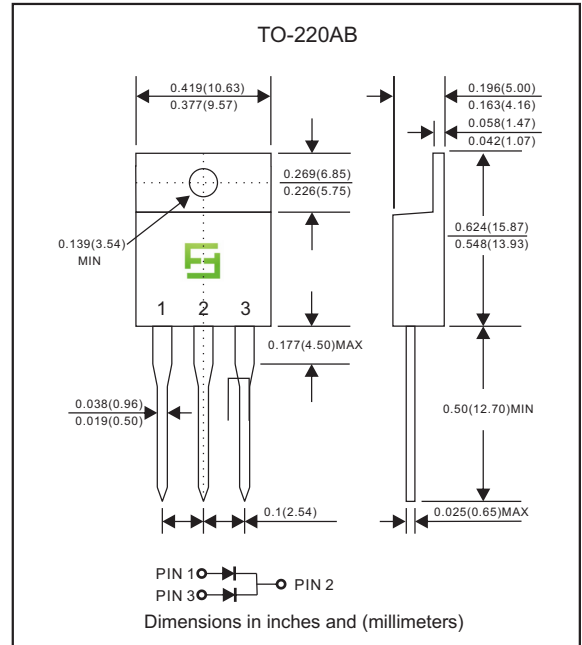 TO-220AB
0.419(10.63)
0.377(9.57)
0.196(5.00)
0.163(4.16)
0.058(1.47)
0.042(1.07)
0.269(6.85)
0.226(5.75)
0.139(3.54)
MIN
0.624(15.87)
0.548(13.93)
1 2 3
0.177(4.50)MAX
0.038(0.96)
0.019(0.50)
0.50(12.70)MIN
0.1(2.54)
0.025(0.65)MAX
PIN 1
PIN 2
PIN 3
Dimensions in inches and (millimeters)